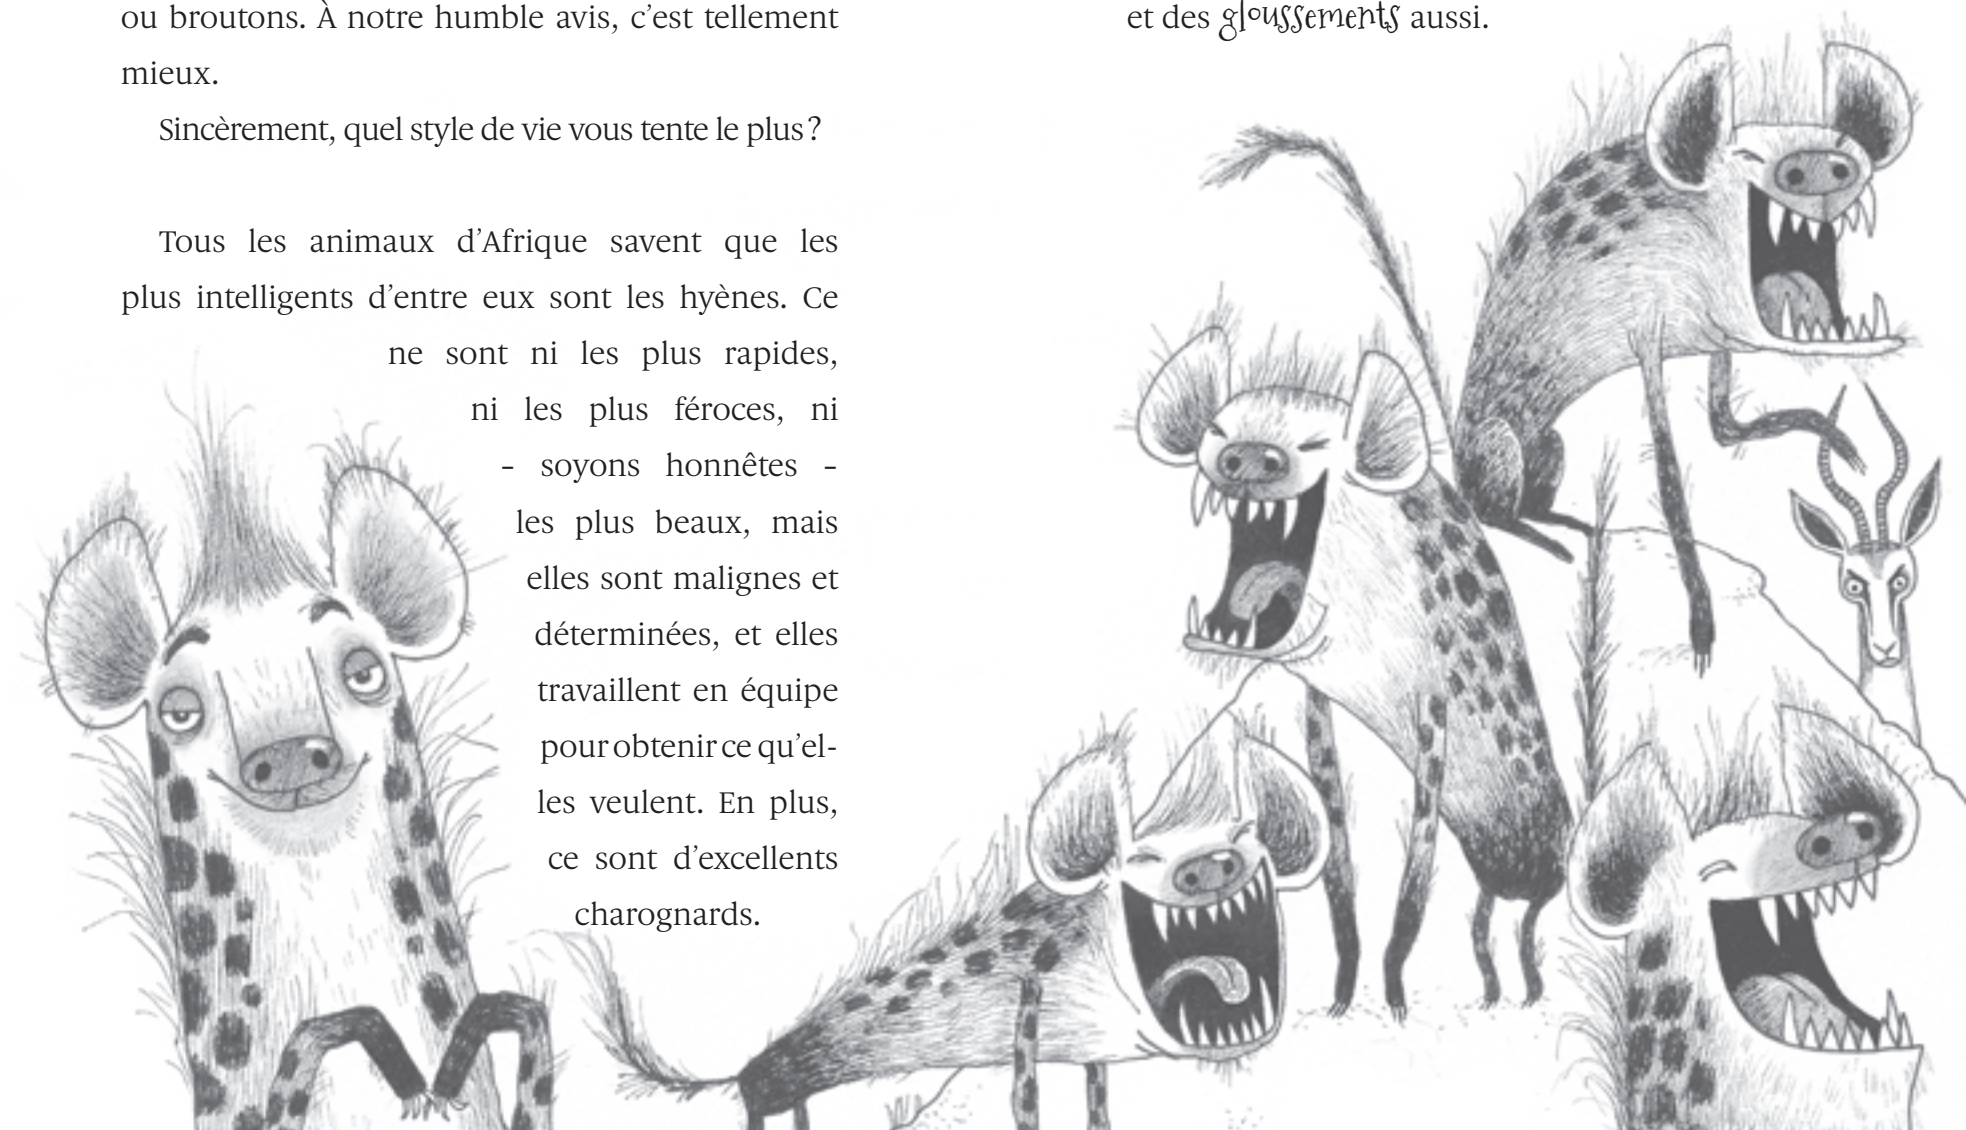 ou broutons. À notre humble avis, c’est tellement
mieux.
Sincèrement, quel style de vie vous tente le plus ?
Tous les animaux d’Afrique savent que les
plus intelligents d’entre eux sont les hyènes. Ce
ne sont ni les plus rapides,
ni les plus féroces, ni
– soyons honnêtes –
les plus beaux, mais
elles sont malignes et
déterminées, et elles
travaillent en équipe
pour obtenir ce qu’el-
les veulent. En plus,
ce sont d’excellents
charognards.
et des gloussements aussi.